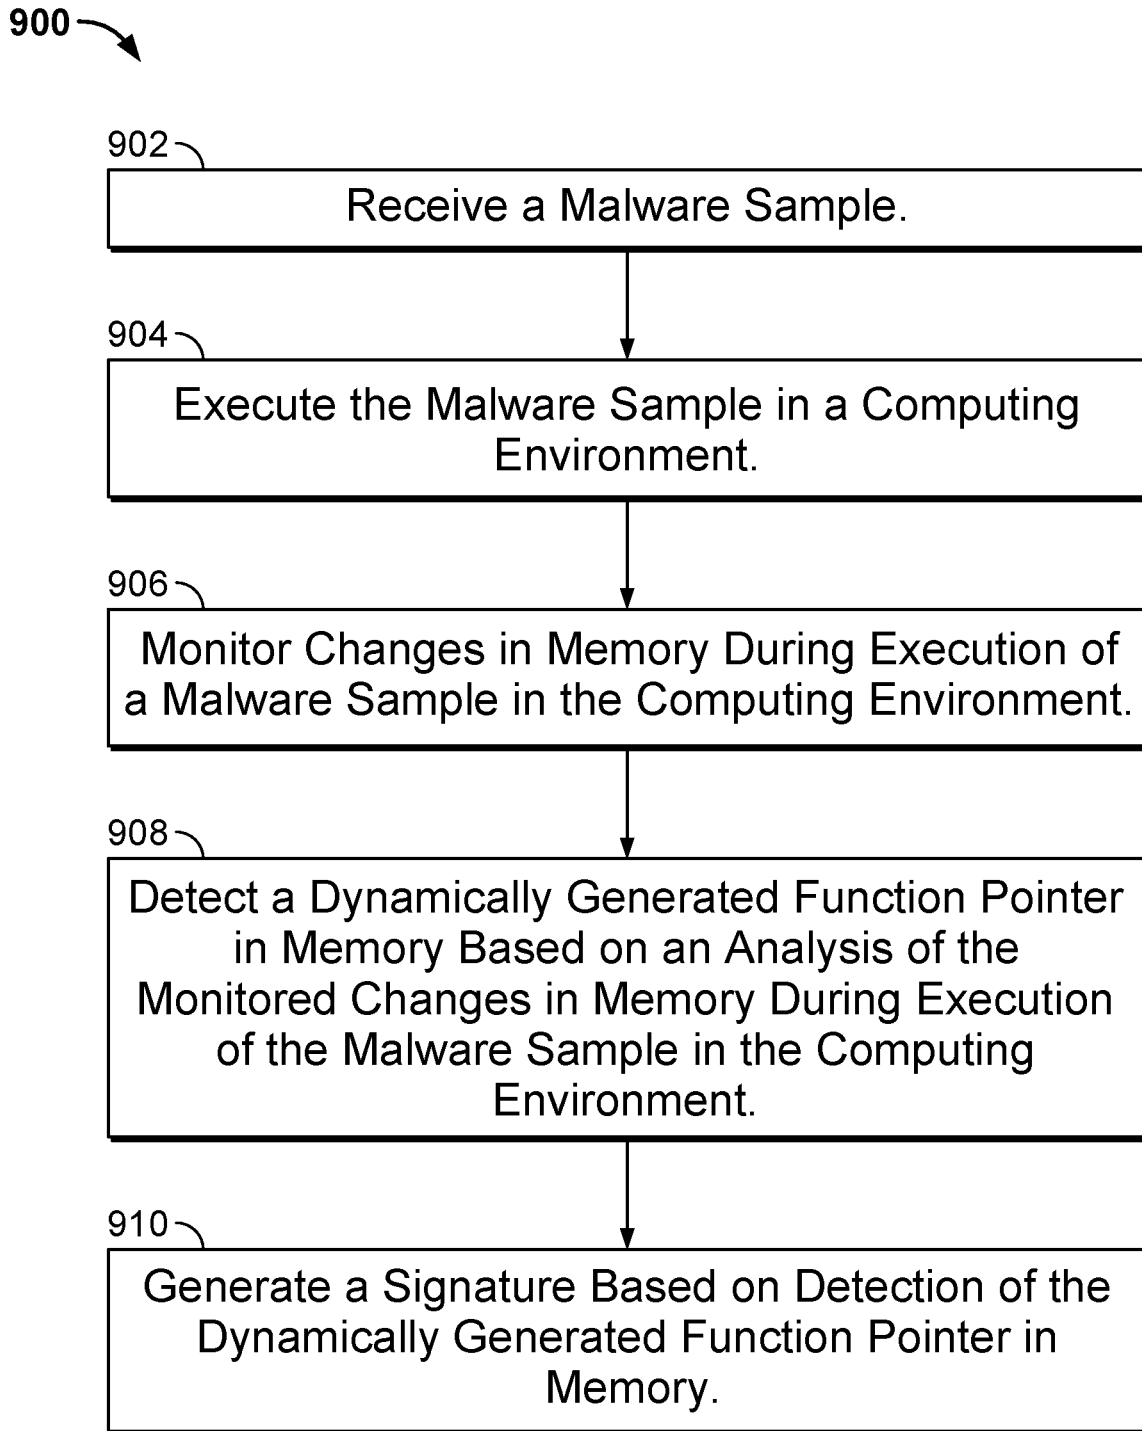 900
902
Receive a Malware Sample.
904
Execute the Malware Sample in a Computing
Environment.
906
Monitor Changes in Memory During Execution of
a Malware Sample in the Computing Environment.
908
Detect a Dynamically Generated Function Pointer
in Memory Based on an Analysis of the
Monitored Changes in Memory During Execution
of the Malware Sample in the Computing
Environment.
910
Generate a Signature Based on Detection of the
Dynamically Generated Function Pointer in
Memory.